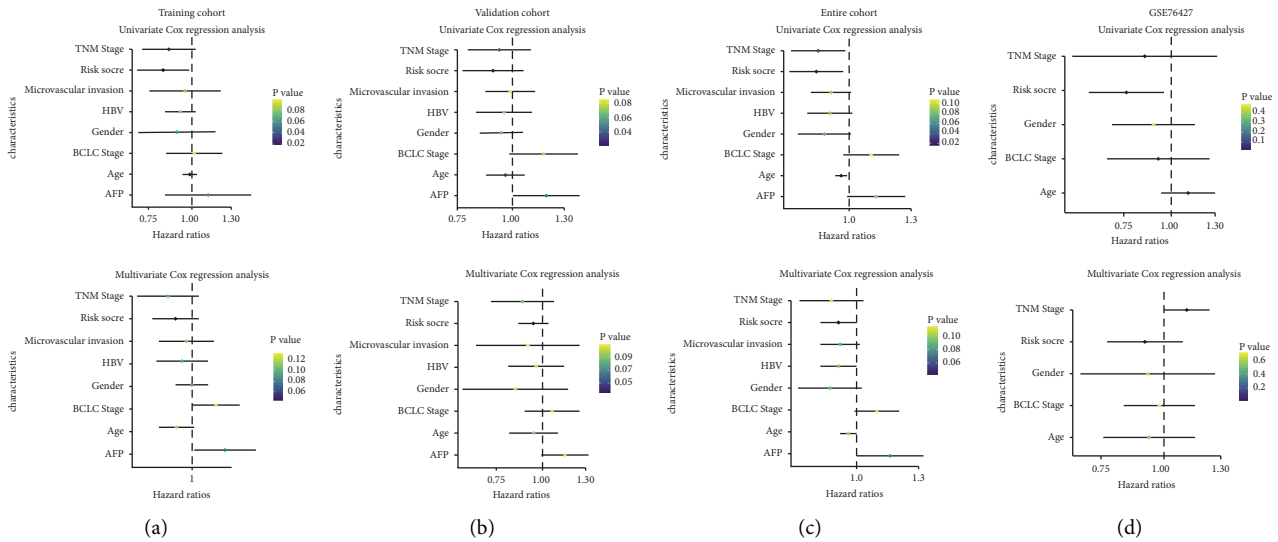 Training cohort
Univariate Cox regression analysis
characteristics
TNM Stage
Risk socre
Microvascular invasion
HBV
Gender
BCLC Stage
Age
AFP
0.75 1.00 1.30
Hazard ratios
P value
0.08
0.06
0.04
0.02
Validation cohort
Univariate Cox regression analysis
TNM Stage
Risk socre
Microvascular invasion
HBV
Gender
BCLC Stage
Age
AFP
characteristics
0.75 1.00 1.30
Hazard ratios
P value
0.08
0.06
0.04
Entire cohort
Univariate Cox regression analysis
TNM Stage
Risk socre
Microvascular invasion
HBV
Gender
BCLC Stage
Age
AFP
characteristics
1.0 1.3
Hazard ratios
P value
0.10
0.08
0.06
0.04
0.02
GSE76427
Univariate Cox regression analysis
TNM Stage
Risk socre
Gender
BCLC Stage
Age
characteristics
0.75 1.00 1.30
Hazard ratios
P value
0.4
0.3
0.2
0.1
Multivariate Cox regression analysis
TNM Stage
Risk socre
Microvascular invasion
HBV
Gender
BCLC Stage
Age
AFP
characteristics
1
Hazard ratios
P value
0.12
0.10
0.08
0.06
(a)
Multivariate Cox regression analysis
TNM Stage
Risk socre
Microvascular invasion
HBV
Gender
BCLC Stage
Age
AFP
characteristics
0.75 1.00 1.30
Hazard ratios
P value
0.09
0.07
0.05
(b)
Multivariate Cox regression analysis
TNM Stage
Risk socre
Microvascular invasion
HBV
Gender
BCLC Stage
Age
AFP
characteristics
1.0 1.3
Hazard ratios
P value
0.10
0.08
0.06
(c)
Multivariate Cox regression analysis
TNM Stage
Risk socre
Gender
BCLC Stage
Age
characteristics
0.75 1.00 1.30
Hazard ratios
P value
0.6
0.4
0.2
(d)